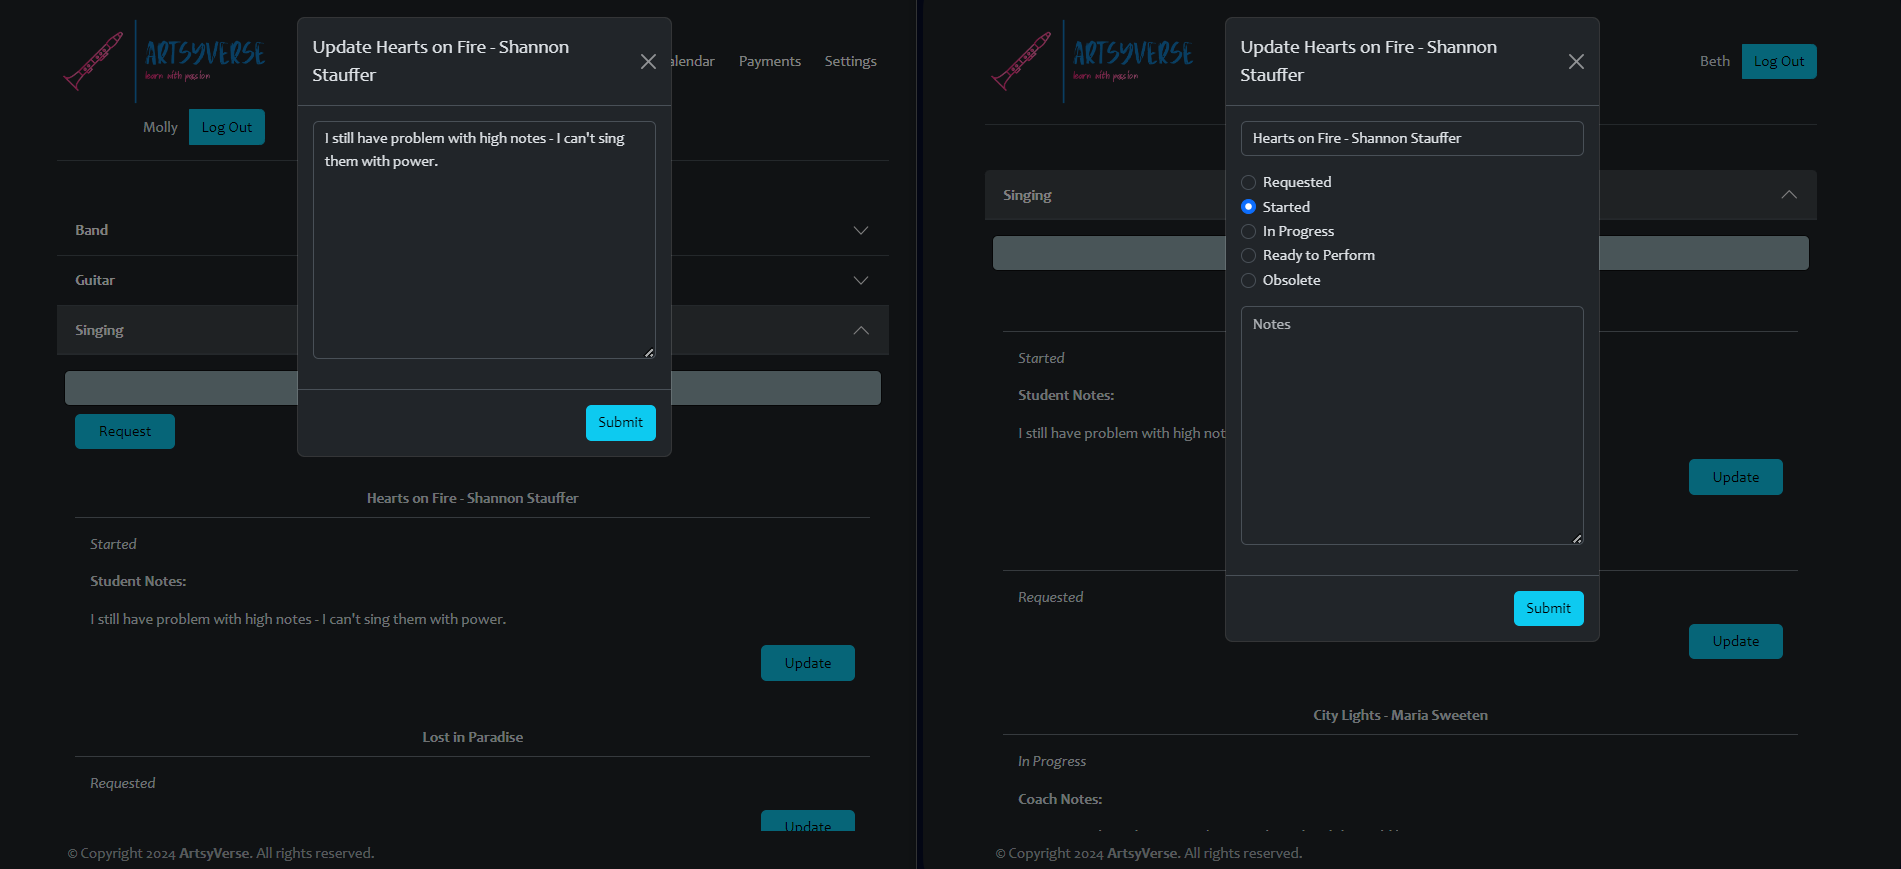 ARTSYVERSE
learn with passion
alendar
Payments
Settings
Molly
Log Out
Update Hearts on Fire - Shannon
Stauffer
I still have problem with high notes - I can't sing
them with power.
Submit
Band
Guitar
Singing
Request
Hearts on Fire - Shannon Stauffer
Started
Student Notes:
I still have problem with high notes - I can't sing them with power.
Update
Lost in Paradise
Requested
Update
© Copyright 2024 ArtsyVerse. All rights reserved.
ARTSYVERSE
learn with passion
Beth
Log Out
Update Hearts on Fire - Shannon
Stauffer
Hearts on Fire - Shannon Stauffer
Requested
Started
In Progress
Ready to Perform
Obsolete
Notes
Submit
Singing
Started
Student Notes:
I still have problem with high not
Update
Requested
Update
City Lights - Maria Sweeten
In Progress
Coach Notes:
© Copyright 2024 ArtsyVerse. All rights reserved.